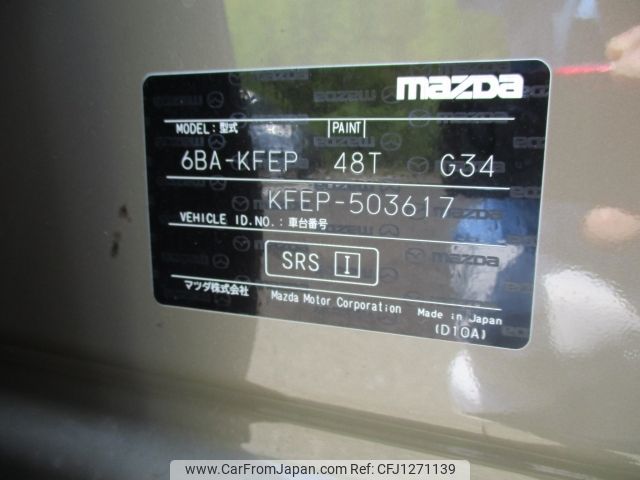 mazda
MODEL:型式 PAINT
6BA-KFEP 48T G34
KFEP-503617
VEHICLE ID.NO.:車台番号
SRS I
マツダ株式会社 Mazda Motor Corporation Made in Japan
(D10A)
www.CarFromJapan.com - CFJ1271139